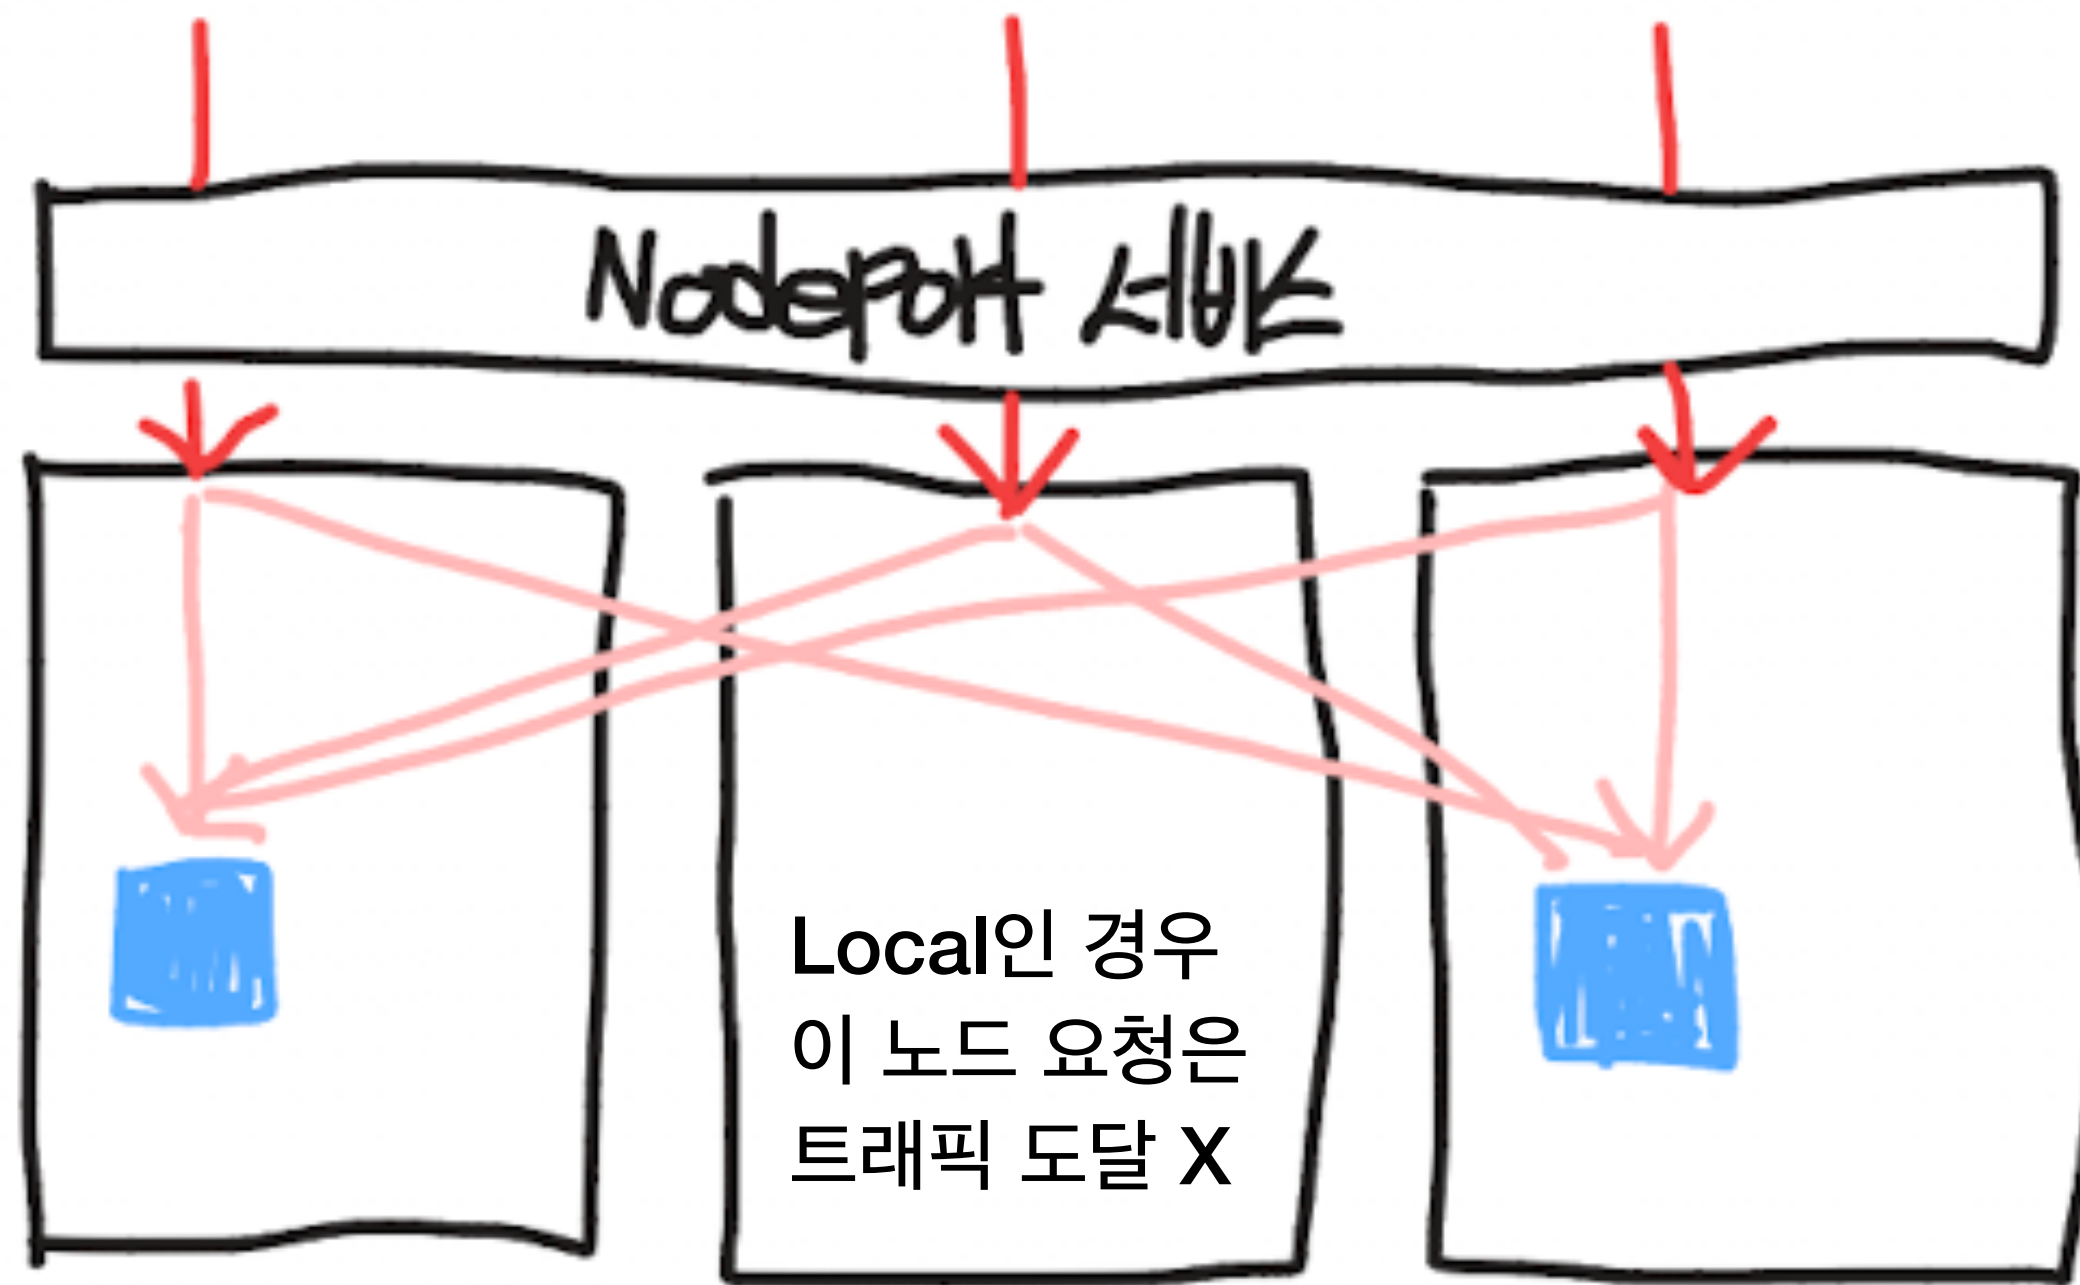 NodePort 서비스
Local인 경우
이 노드 요청은
트래픽 도달 X